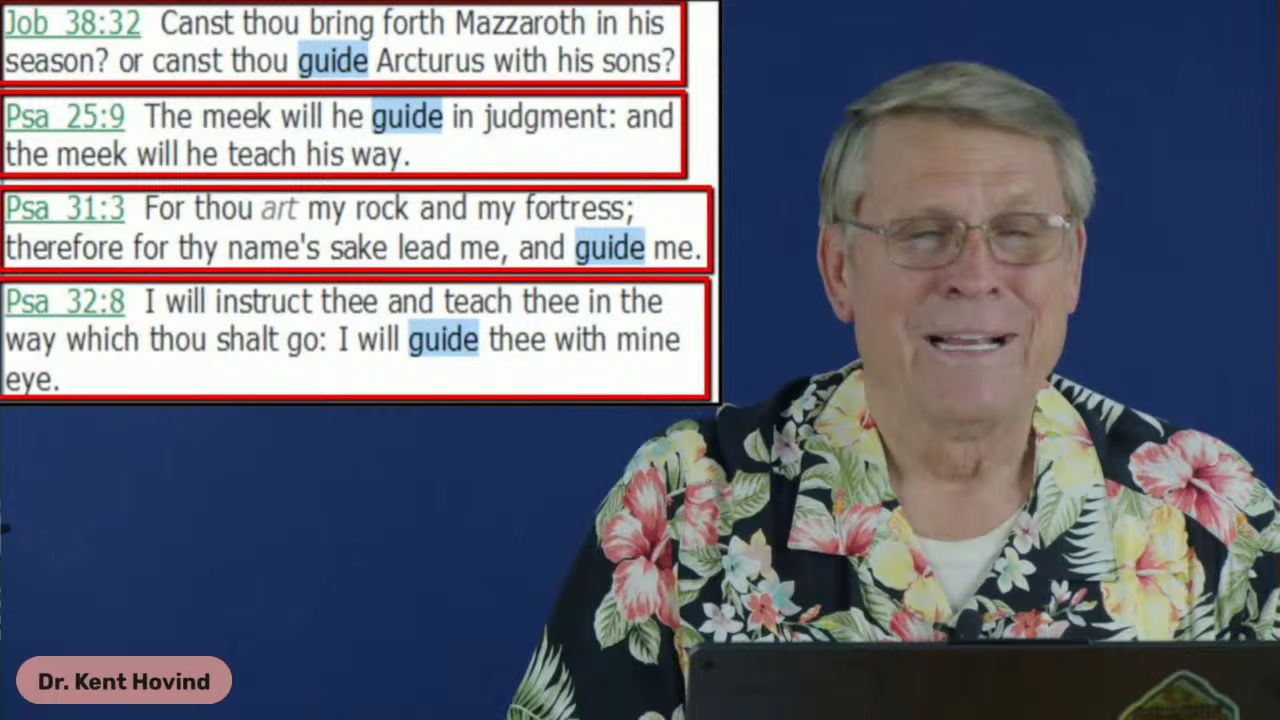 Job 38:32 Canst thou bring forth Mazzaroth in his
season? or canst thou guide Arcturus with his sons?
Psa 25:9 The meek will he guide in judgment: and
the meek will he teach his way.
Psa 31:3 For thou art my rock and my fortress;
therefore for thy name's sake lead me, and guide me.
Psa 32:8 I will instruct thee and teach thee in the
way which thou shalt go: I will guide thee with mine
eye.
Dr. Kent Hovind